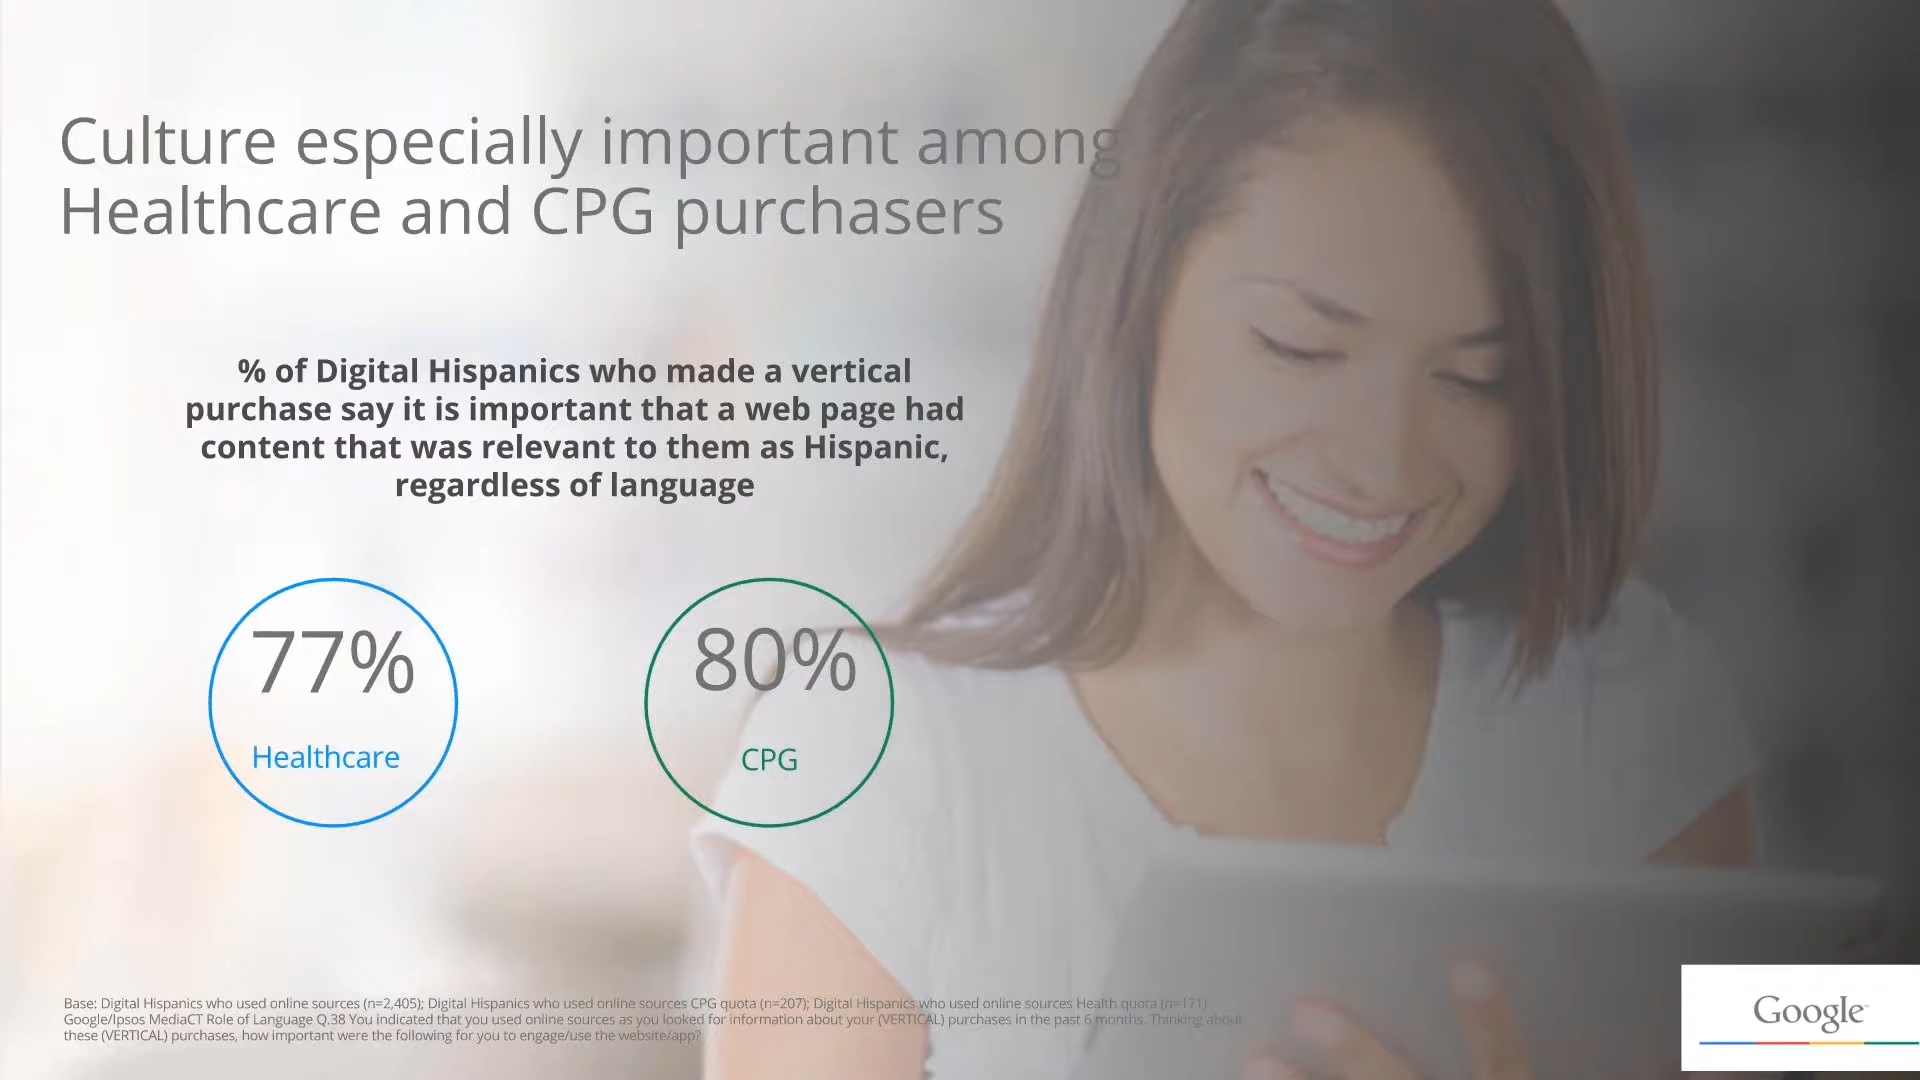 Culture especially important among
Healthcare and CPG purchasers
% of Digital Hispanics who made a vertical
purchase say it is important that a web page had
content that was relevant to them as Hispanic,
regardless of language
77%
Healthcare
80%
CPG
Base: Digital Hispanics who used online sources (n=2,405); Digital Hispanics who used online sources CPG quota (n=207); Digital Hispanics who used online sources Health quota (n=171)
Google/Ipsos MediaCT Role of Language Q.38 You indicated that you used online sources as you looked for information about your (VERTICAL) purchases in the past 6 months. Thinking about
these (VERTICAL) purchases, how important were the following for you to engage/use the website/app?
Google